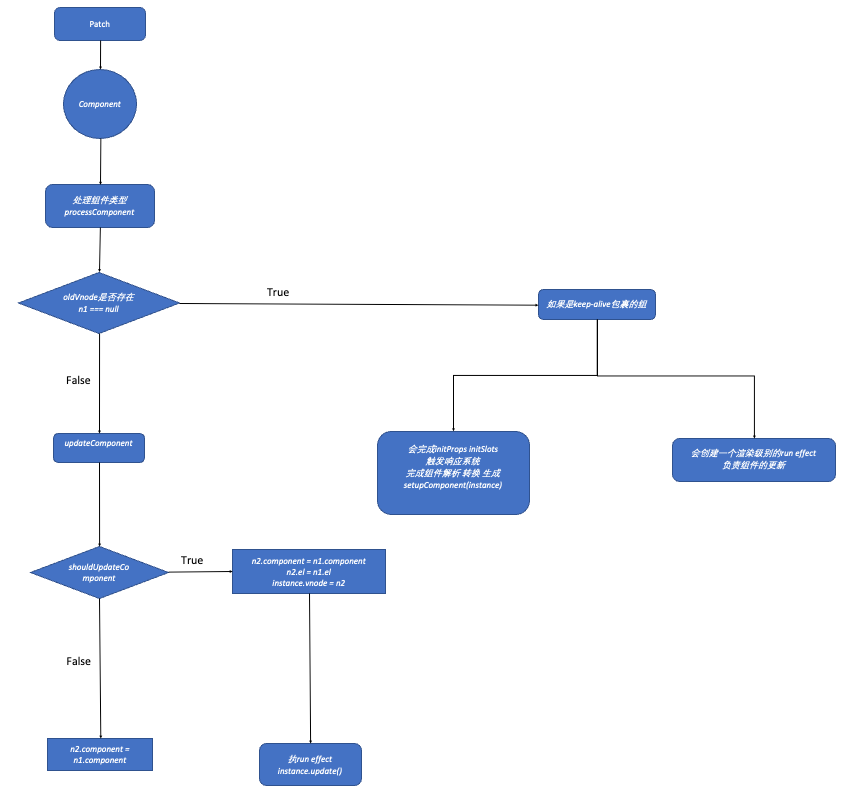 Patch
Component
处理组件类型
processComponent
oldVnode是否存在
n1 === null
True
如果是keep-alive包裹的组
False
updateComponent
会完成initProps initSlots
触发响应系统
完成组件解析 转换 生成
setupComponent(instance)
会创建一个渲染级别的run effect
负责组件的更新
shouldUpdateCo
mponent
True
n2.component = n1.component
n2.el = n1.el
instance.vnode = n2
False
n2.component =
n1.component
执run effect
instance.update()